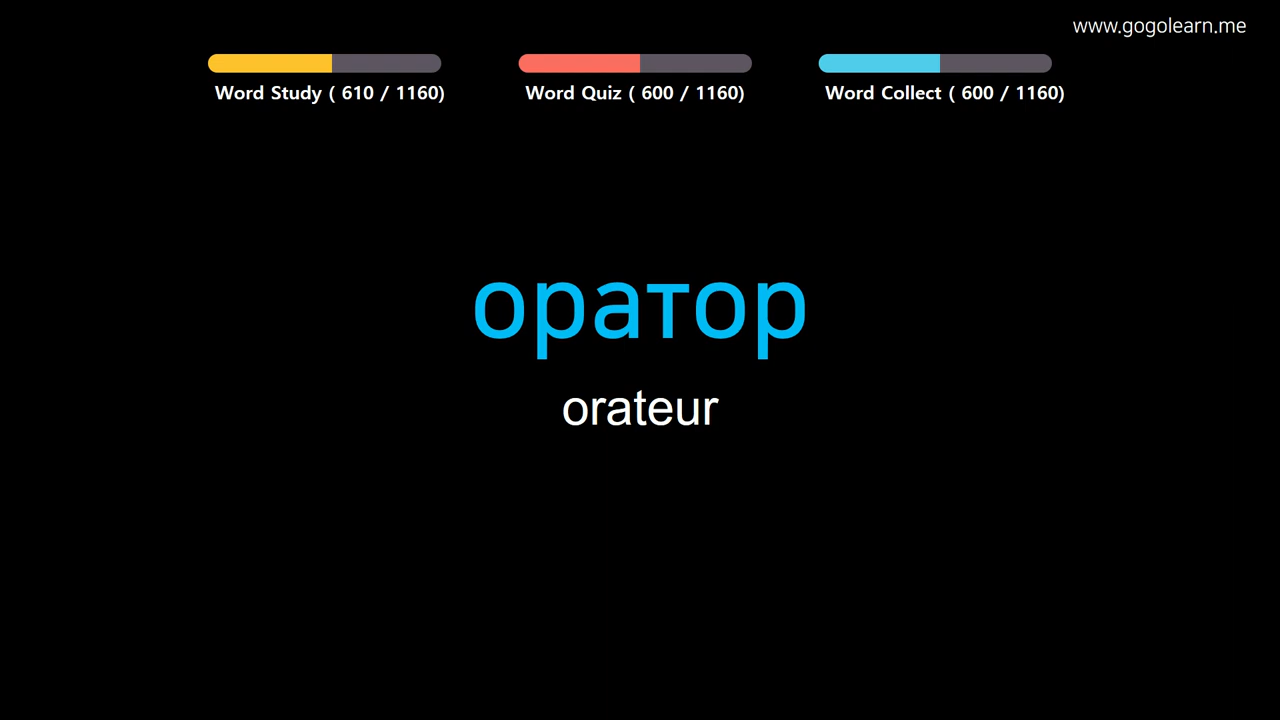 www.gogolearn.me
Word Study ( 610 / 1160)
Word Quiz ( 600 / 1160)
Word Collect ( 600 / 1160)
оратор
orateur